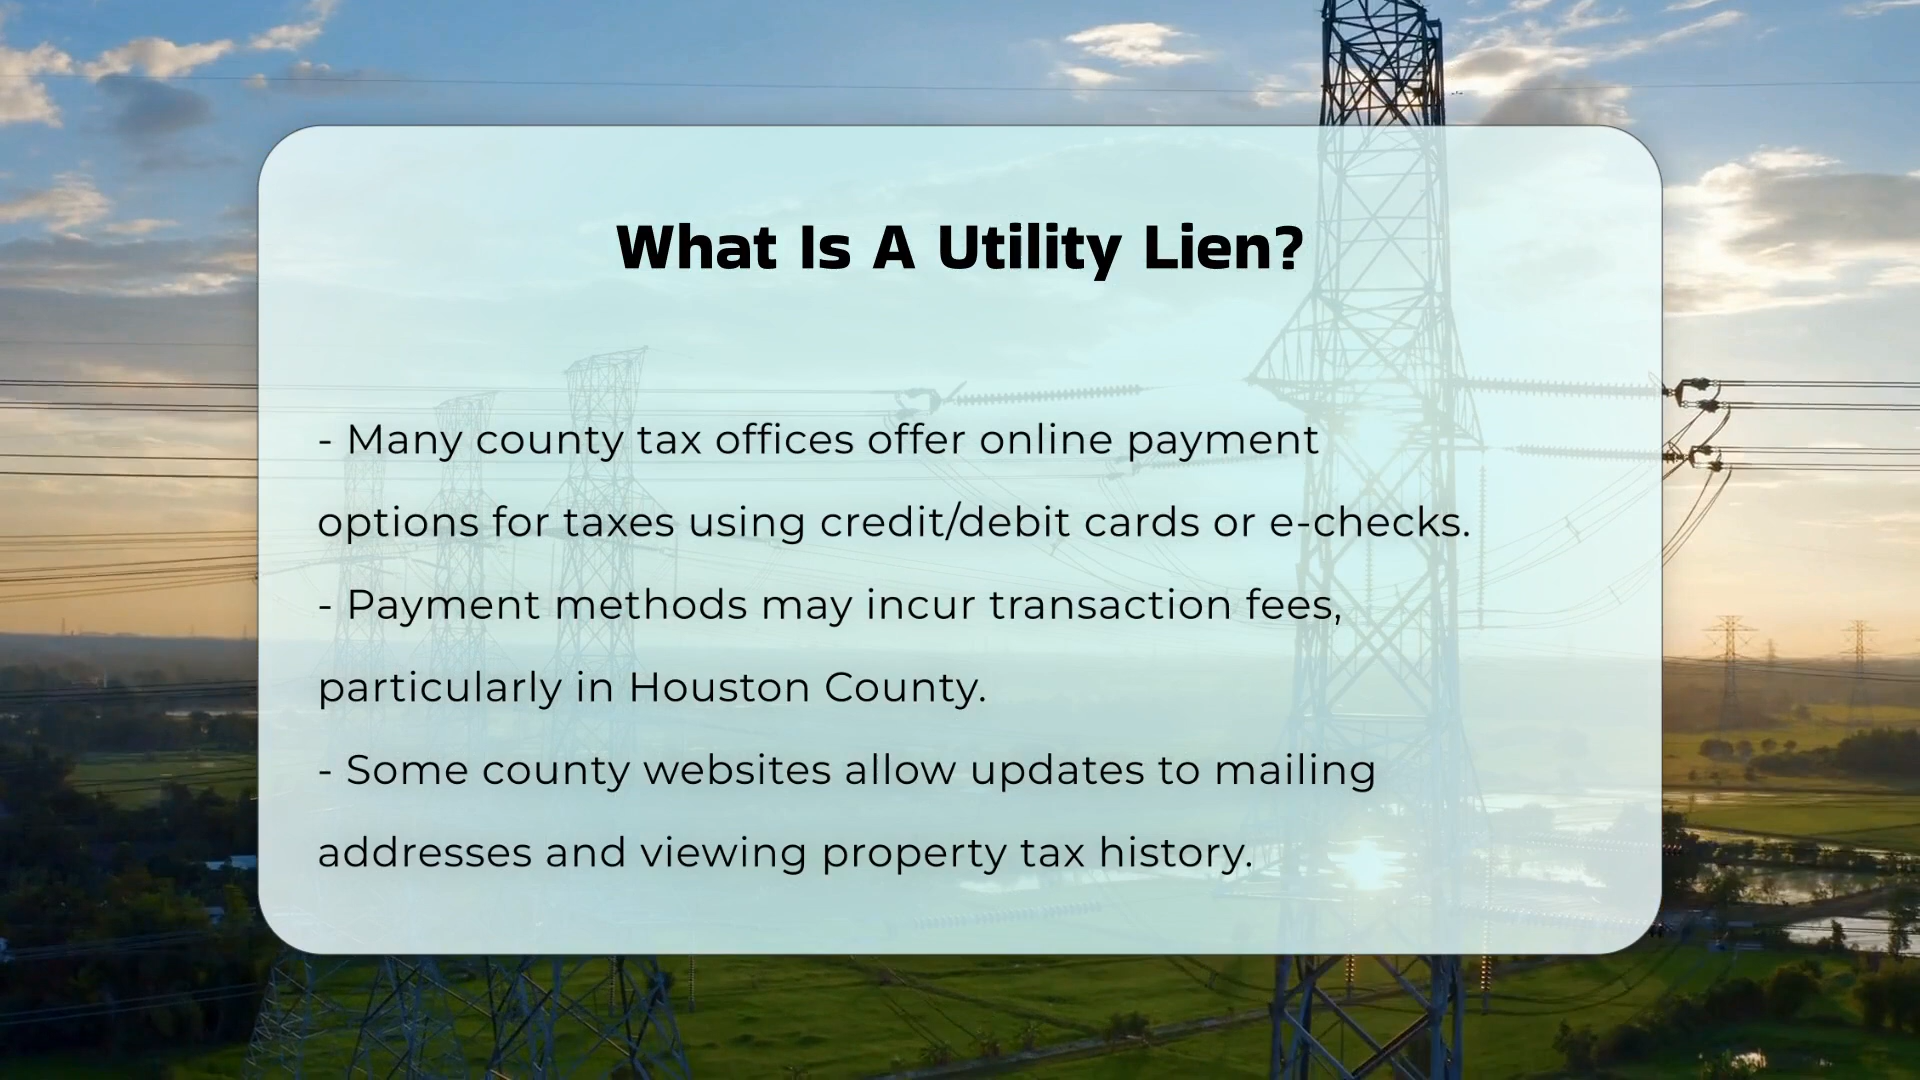 What Is A Utility Lien?
- Many county tax offices offer online payment
options for taxes using credit/debit cards or e-checks.
- Payment methods may incur transaction fees,
particularly in Houston County.
- Some county websites allow updates to mailing
addresses and viewing property tax history.